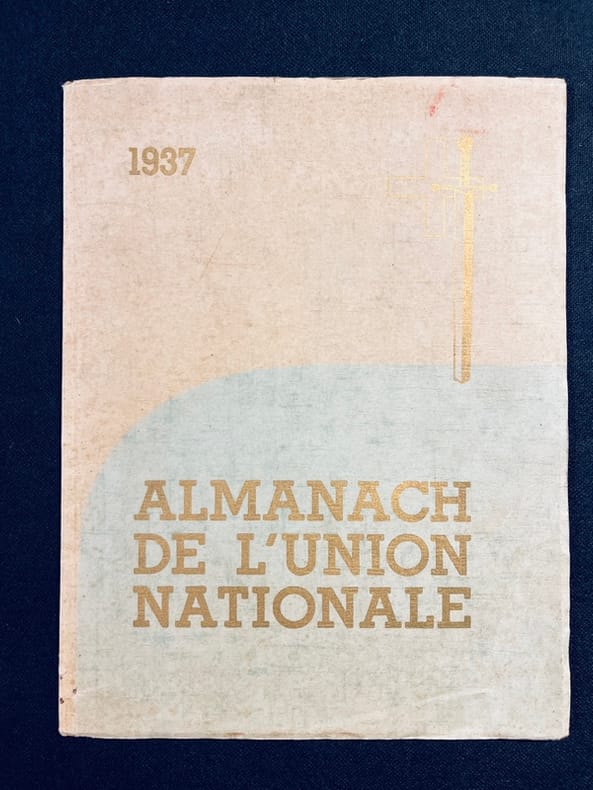 1937
ALMANACH
DE L'UNION
NATIONALE